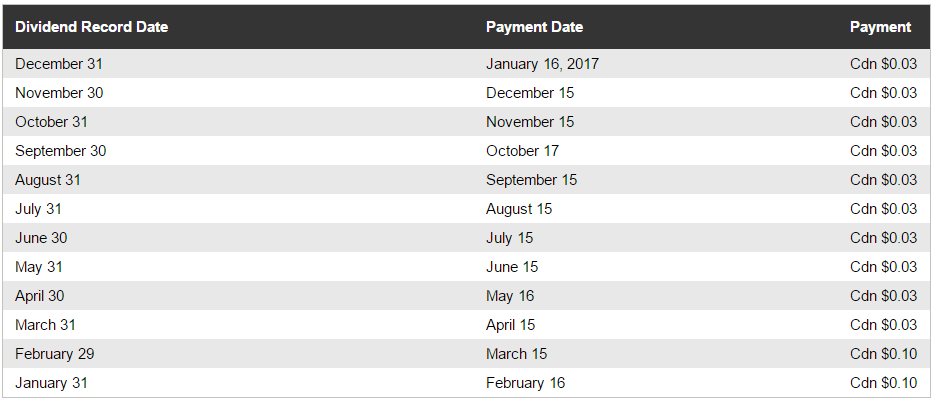 Dividend Record Date Payment Date Payment
December 31 January 16, 2017 Cdn $0.03
November 30 December 15 Cdn $0.03
October 31 November 15 Cdn $0.03
September 30 October 17 Cdn $0.03
August 31 September 15 Cdn $0.03
July 31 August 15 Cdn $0.03
June 30 July 15 Cdn $0.03
May 31 June 15 Cdn $0.03
April 30 May 16 Cdn $0.03
March 31 April 15 Cdn $0.03
February 29 March 15 Cdn $0.10
January 31 February 16 Cdn $0.10